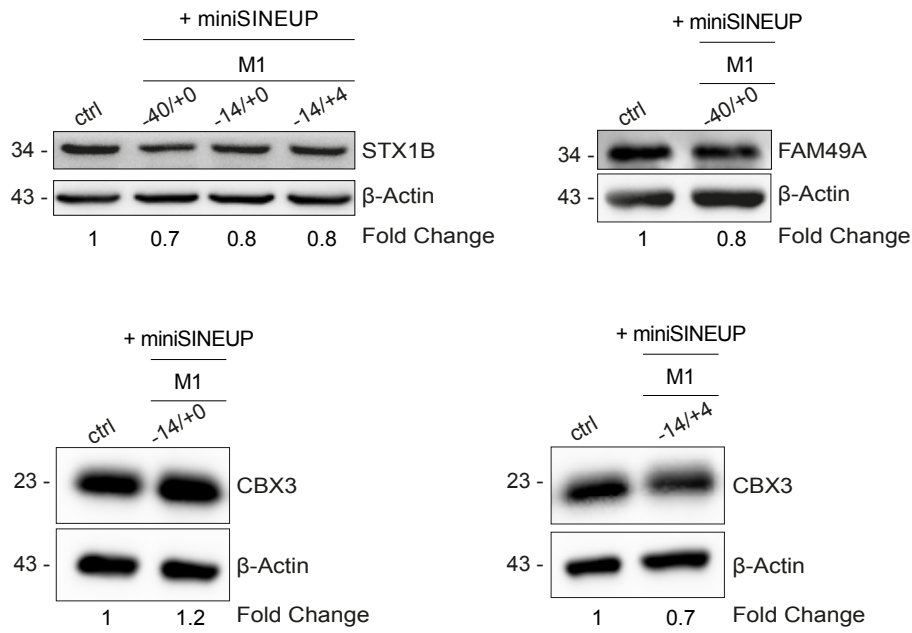 + miniSINEUP
M1
ctrl -40/+0 -14/+0 -14/+4
34 - STX1B
43 - β-Actin
1 0.7 0.8 0.8 Fold Change
+ miniSINEUP
M1
ctrl -40/+0
34 - FAM49A
43 - β-Actin
1 0.8 Fold Change
+ miniSINEUP
M1
ctrl -14/+0
23 - CBX3
43 - β-Actin
1 1.2 Fold Change
+ miniSINEUP
M1
ctrl -14/+4
23 - CBX3
43 - β-Actin
1 0.7 Fold Change